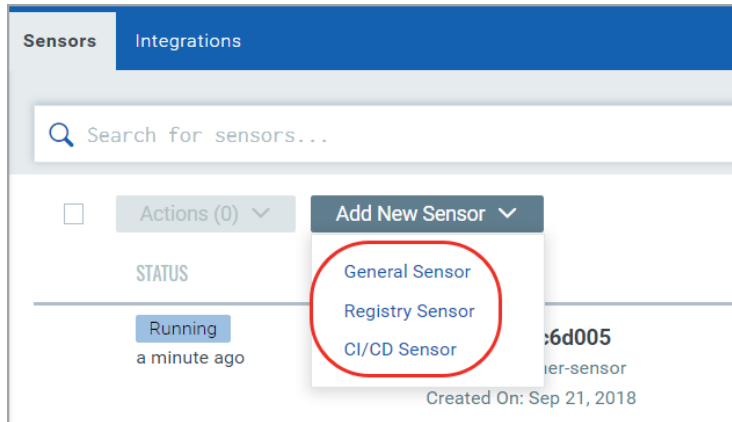 Sensors Integrations
Search for sensors...
Actions (0) Add New Sensor
General Sensor
STATUS
Registry Sensor
Running
CI/CD Sensor
c6d005
a minute ago
ner-sensor
Created On: Sep 21, 2018